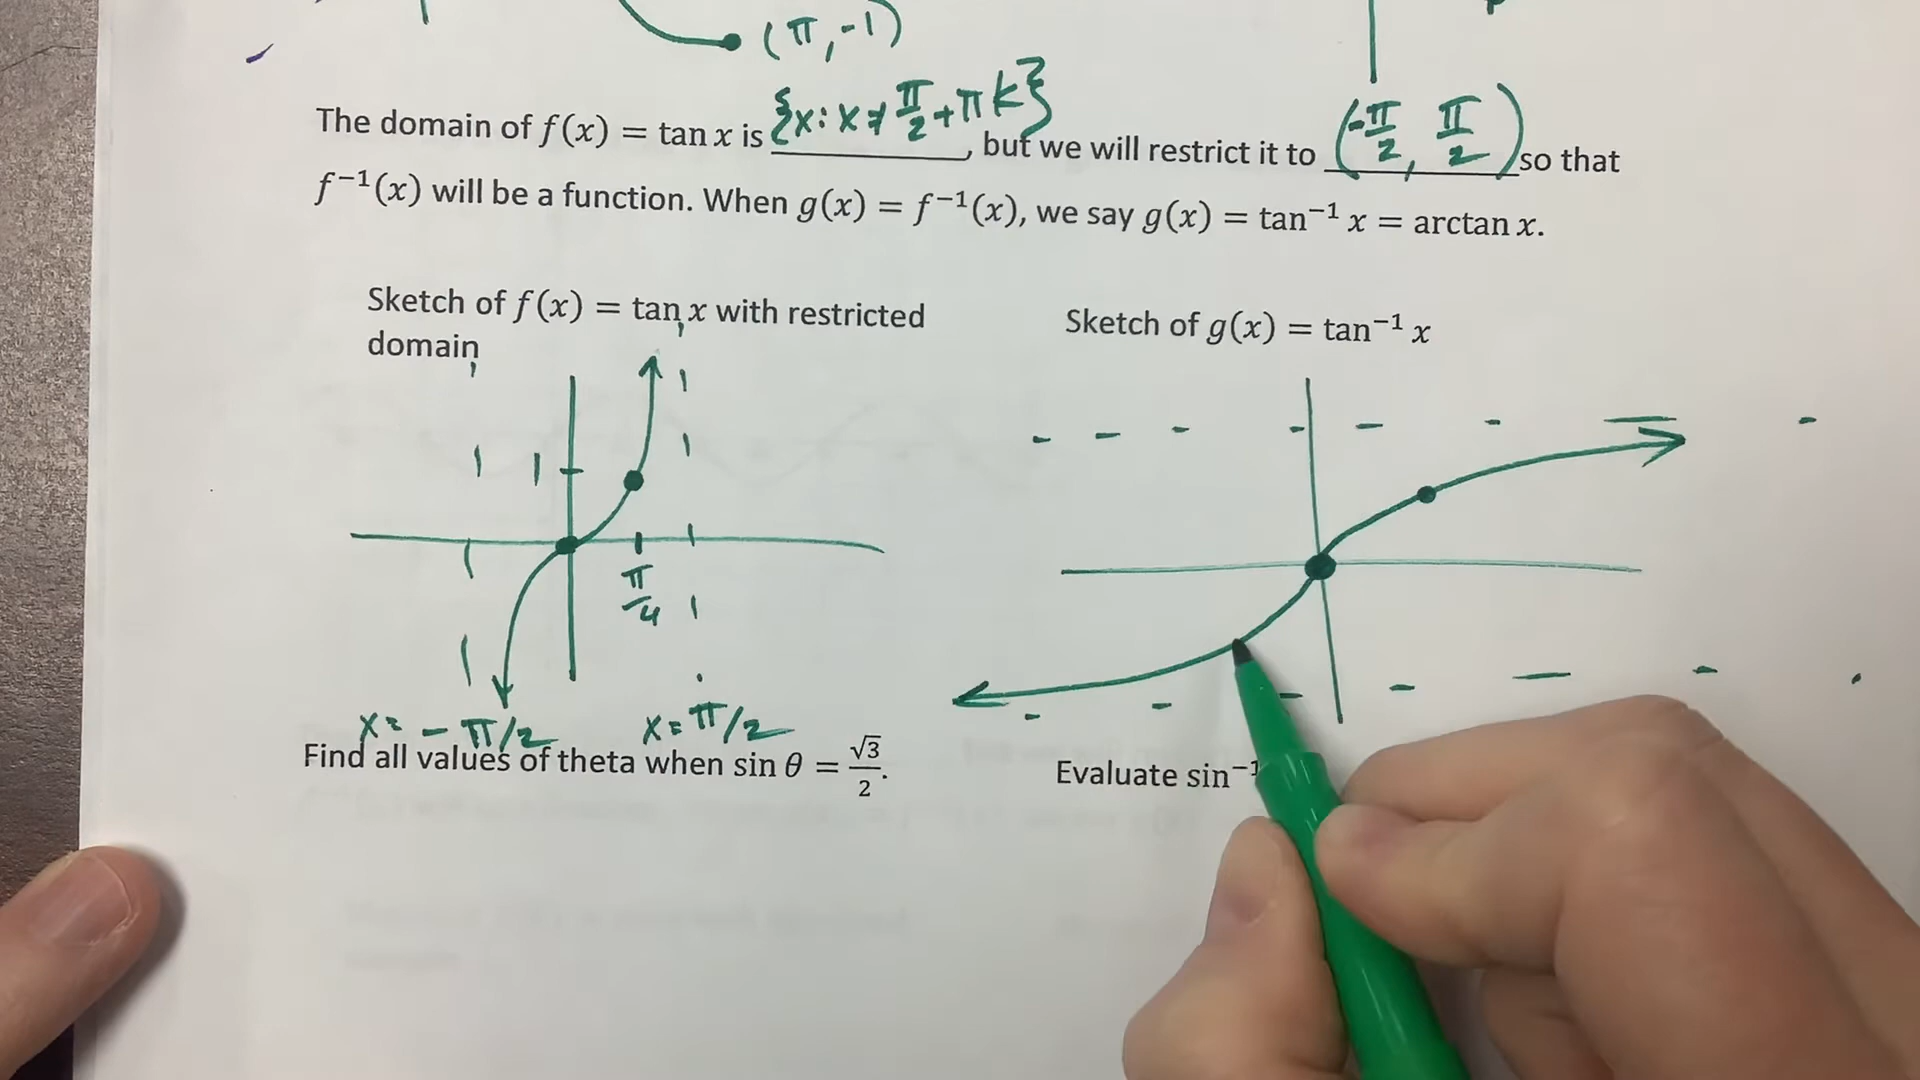 (π, -1)
The domain of f(x) = tan x is {x: x ≠ π/2 + πk}, but we will restrict it to (-π/2, π/2) so that
f⁻¹(x) will be a function. When g(x) = f⁻¹(x), we say g(x) = tan⁻¹ x = arctan x.
Sketch of f(x) = tan x with restricted
domain
Sketch of g(x) = tan⁻¹ x
1
π/4
x = -π/2
x = π/2
Find all values of theta when sin θ = √3/2.
Evaluate sin⁻¹